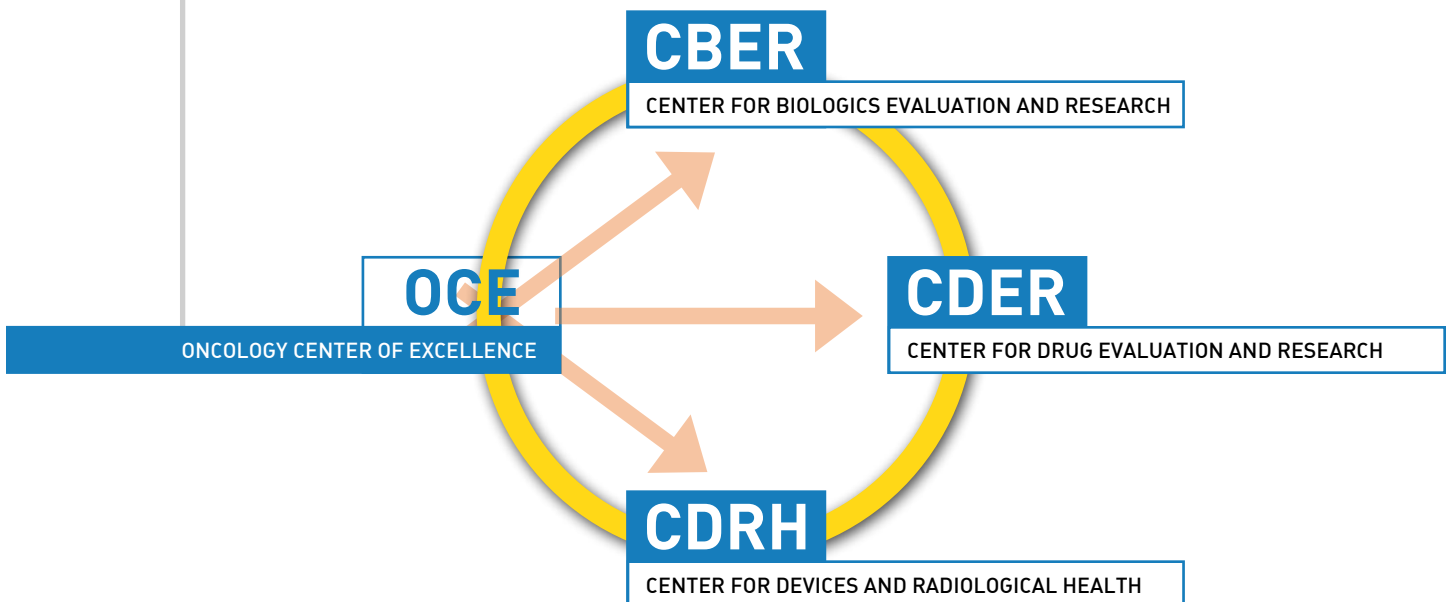 CBER
CENTER FOR BIOLOGICS EVALUATION AND RESEARCH
OCE
ONCOLOGY CENTER OF EXCELLENCE
CDER
CENTER FOR DRUG EVALUATION AND RESEARCH
CDRH
CENTER FOR DEVICES AND RADIOLOGICAL HEALTH